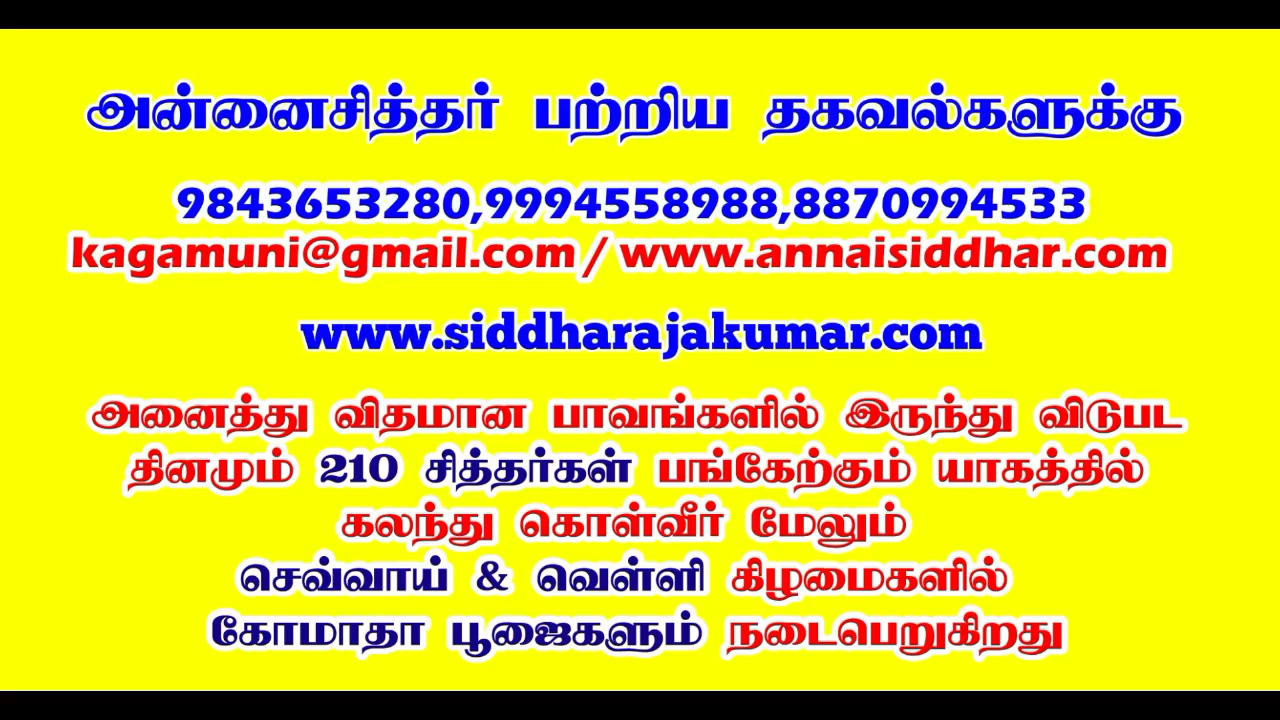 அன்னைசித்தர் பற்றிய தகவல்களுக்கு
9843653280,9994558988,8870994533
kagamuni@gmail.com / www.annaisiddhar.com
www.siddharajakumar.com
அனைத்து விதமான பாவங்களில் இருந்து விடுபட
தினமும் 210 சித்தர்கள் பங்கேற்கும் யாகத்தில்
கலந்து கொள்வீர் மேலும்
செவ்வாய் & வெள்ளி கிழமைகளில்
கோமாதா பூஜைகளும் நடைபெறுகிறது